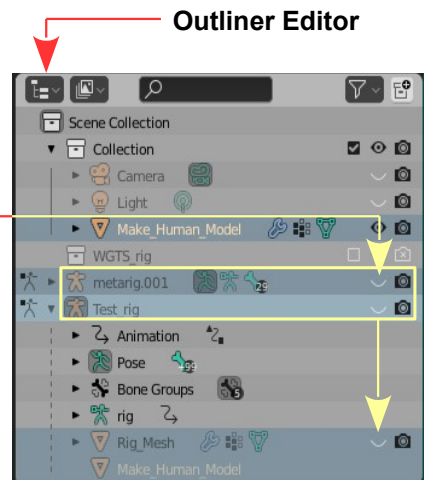 Outliner Editor
Scene Collection
Collection
Camera
Light
Make_Human_Model
WGTS_rig
metarig.001 29
Test_rig
Animation
Pose +99
Bone Groups 5
rig
Rig_Mesh
Make_Human_Model